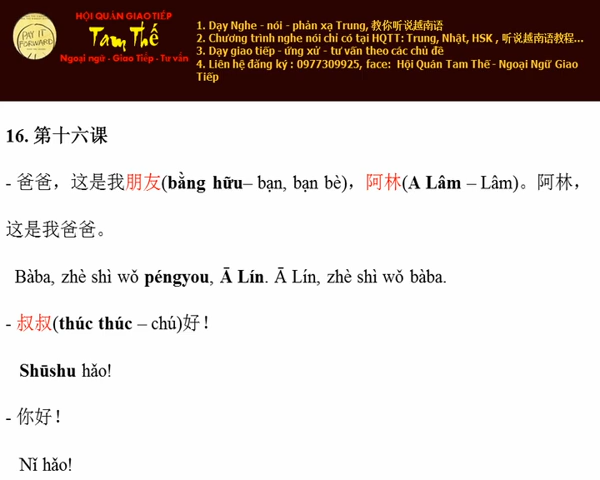 HỘI QUÁN GIAO TIẾP
PAY IT
FORWARD
Tam Thế
Ngoại ngữ - Giao Tiếp - Tư vấn
1. Dạy Nghe - nói - phản xạ Trung, 教你听说越南语
2. Chương trình nghe nói chỉ có tại HQTT: Trung, Nhật, HSK , 听说越南语教程...
3. Dạy giao tiếp - ứng xử - tư vấn theo các chủ đề
4. Liên hệ đăng ký : 0977309925, face: Hội Quán Tam Thế - Ngoại Ngữ Giao
Tiếp
16. 第十六课
- 爸爸，这是我朋友(bằng hữu– bạn, bạn bè)，阿林(A Lâm – Lâm)。阿林，
这是我爸爸。
Bàba, zhè shì wǒ péngyou, Ā Lín. Ā Lín, zhè shì wǒ bàba.
- 叔叔(thúc thúc – chú)好！
Shūshu hǎo!
- 你好！
Nǐ hǎo!